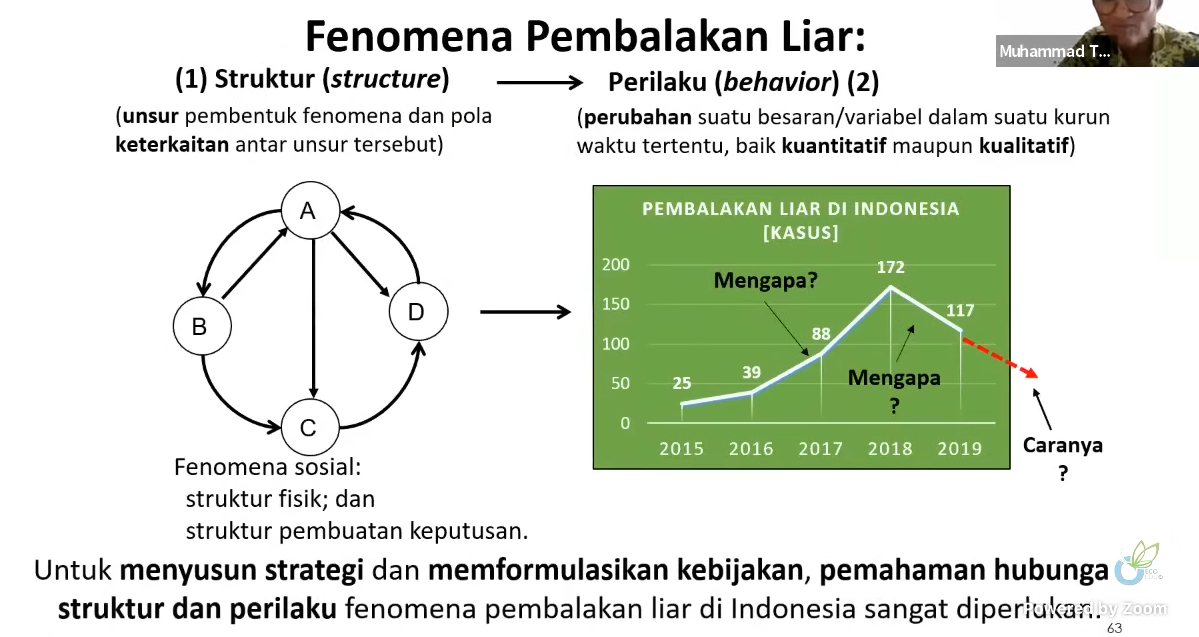 Fenomena Pembalakan Liar:
Muhammad T...
(1) Struktur (structure)
Perilaku (behavior) (2)
(unsur pembentuk fenomena dan pola
keterkaitan antar unsur tersebut)
(perubahan suatu besaran/variabel dalam suatu kurun
waktu tertentu, baik kuantitatif maupun kualitatif)
A
B
D
C
PEMBALAKAN LIAR DI INDONESIA
[KASUS]
200
150
100
50
0
25
39
88
172
117
Mengapa?
Mengapa
?
2015 2016 2017 2018 2019
Caranya
?
Fenomena sosial:
struktur fisik; dan
struktur pembuatan keputusan.
Untuk menyusun strategi dan memformulasikan kebijakan, pemahaman hubunga
struktur dan perilaku fenomena pembalakan liar di Indonesia sangat diperlukan.
Powered by Zoom
63